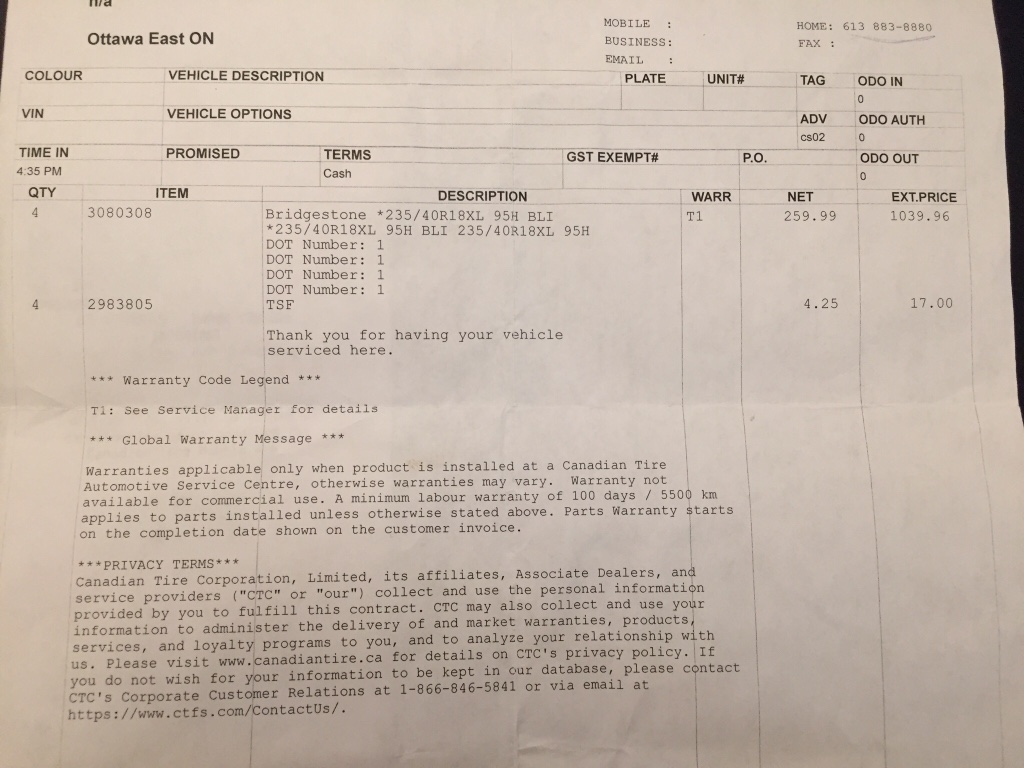 n/a
Ottawa East ON
MOBILE :
BUSINESS:
EMAIL :
HOME: 613 883-8880
FAX :
COLOUR VEHICLE DESCRIPTION PLATE UNIT# TAG ODO IN
0
VIN VEHICLE OPTIONS ADV ODO AUTH
cs02 0
TIME IN PROMISED TERMS GST EXEMPT# P.O. ODO OUT
4:35 PM Cash 0
QTY ITEM DESCRIPTION WARR NET EXT.PRICE
4 3080308 Bridgestone *235/40R18XL 95H BLI T1 259.99 1039.96
*235/40R18XL 95H BLI 235/40R18XL 95H
DOT Number: 1
DOT Number: 1
DOT Number: 1
DOT Number: 1
4 2983805 TSF 4.25 17.00
Thank you for having your vehicle
serviced here.
*** Warranty Code Legend ***
T1: See Service Manager for details
*** Global Warranty Message ***
Warranties applicable only when product is installed at a Canadian Tire
Automotive Service Centre, otherwise warranties may vary. Warranty not
available for commercial use. A minimum labour warranty of 100 days / 5500 km
applies to parts installed unless otherwise stated above. Parts Warranty starts
on the completion date shown on the customer invoice.
***PRIVACY TERMS***
Canadian Tire Corporation, Limited, its affiliates, Associate Dealers, and
service providers ("CTC" or "our") collect and use the personal information
provided by you to fulfill this contract. CTC may also collect and use your
information to administer the delivery of and market warranties, products,
services, and loyalty programs to you, and to analyze your relationship with
us. Please visit www.canadiantire.ca for details on CTC's privacy policy. If
you do not wish for your information to be kept in our database, please contact
CTC's Corporate Customer Relations at 1-866-846-5841 or via email at
https://www.ctfs.com/ContactUs/.